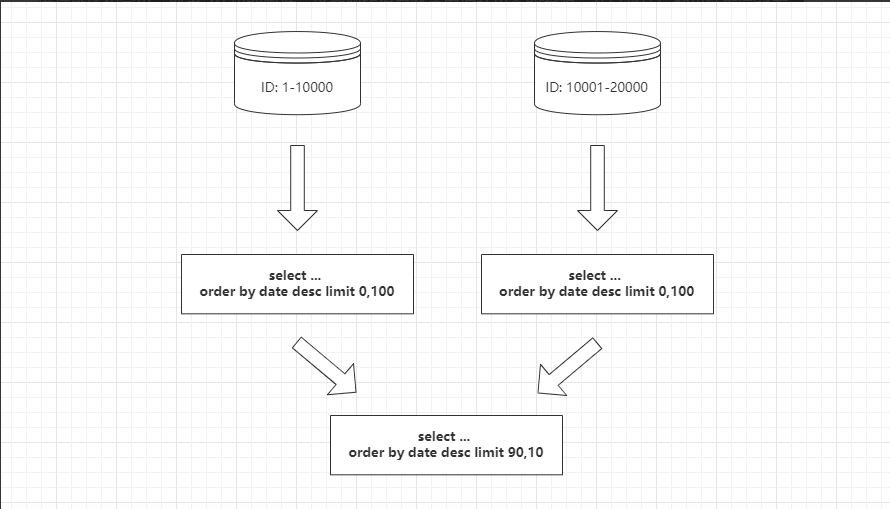 ID: 1-10000
ID: 10001-20000
select ...
order by date desc limit 0,100
select ...
order by date desc limit 0,100
select ...
order by date desc limit 90,10